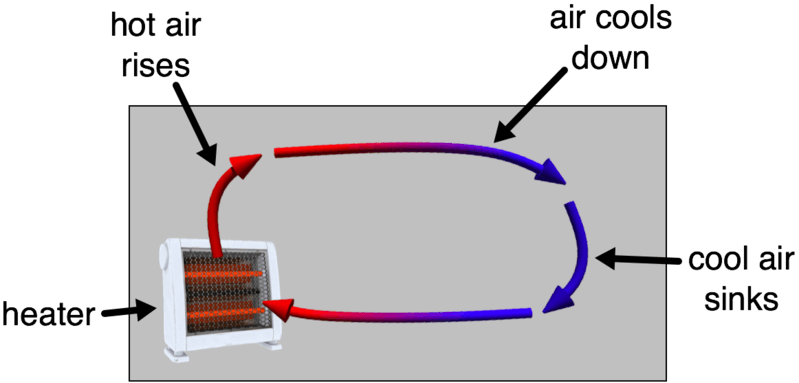 hot air
rises
air cools
down
heater
cool air
sinks